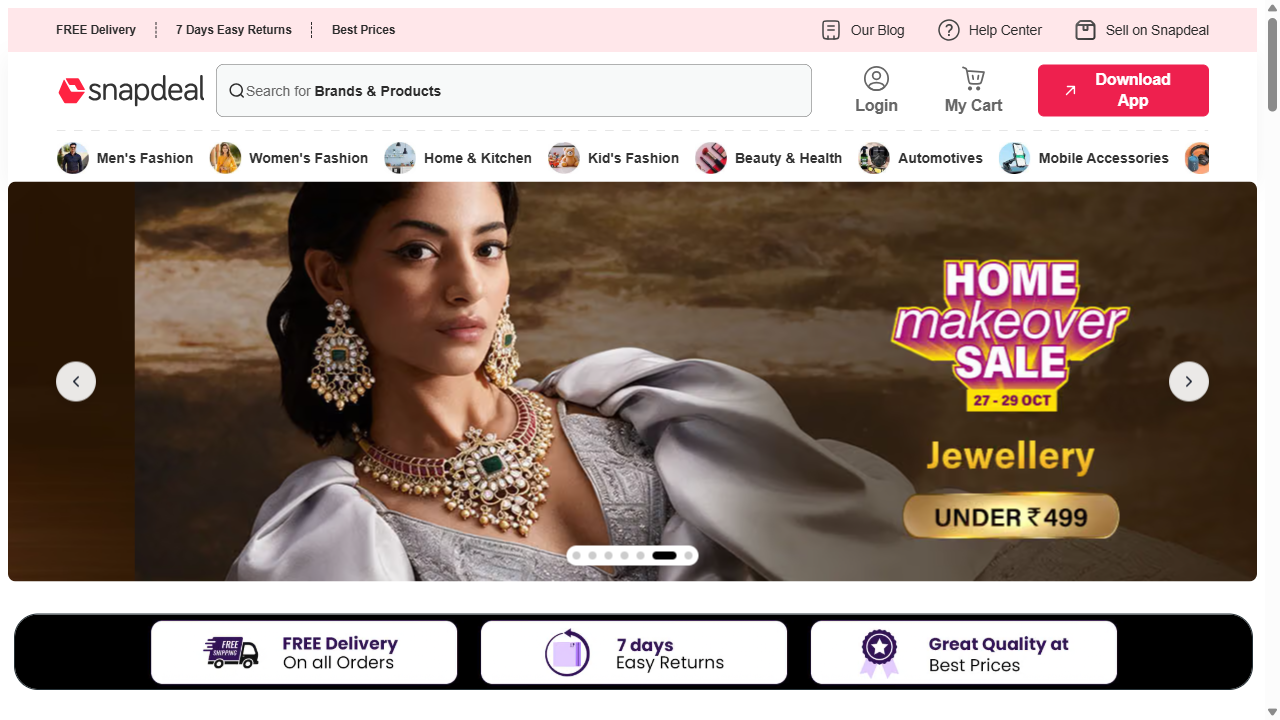 FREE Delivery
7 Days Easy Returns
Best Prices
Our Blog
Help Center
Sell on Snapdeal
snapdeal
Search for Brands & Products
Login
My Cart
Download
App
Men's Fashion
Women's Fashion
Home & Kitchen
Kid's Fashion
Beauty & Health
Automotives
Mobile Accessories
HOME
makeover
SALE
27 - 29 OCT
Jewellery
UNDER ₹499
FREE
SHIPPING
FREE Delivery
On all Orders
7 days
Easy Returns
Great Quality at
Best Prices